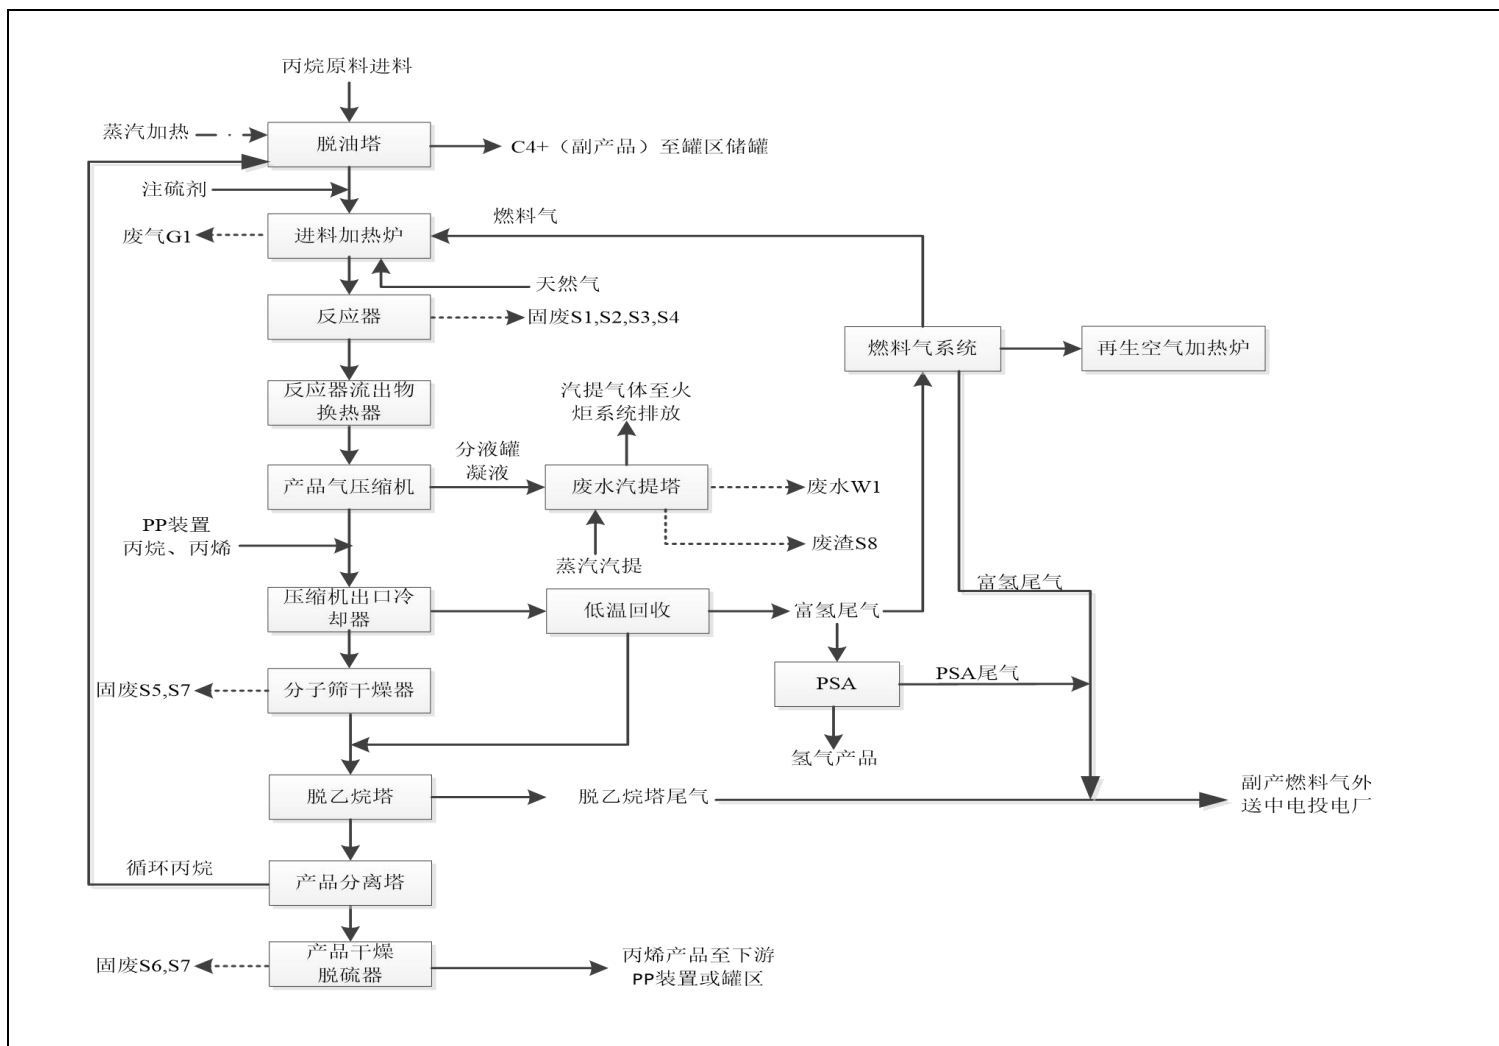 丙烷原料进料
蒸汽加热
脱油塔
C4+（副产品）至罐区储罐
注硫剂
燃料气
废气G1
进料加热炉
天然气
反应器
固废S1,S2,S3,S4
燃料气系统
再生空气加热炉
反应器流出物
换热器
汽提气体至火
炬系统排放
分液罐
凝液
产品气压缩机
废水汽提塔
废水W1
PP装置
丙烷、丙烯
废渣S8
蒸汽汽提
富氢尾气
压缩机出口冷
却器
低温回收
富氢尾气
固废S5,S7
分子筛干燥器
PSA
PSA尾气
氢气产品
脱乙烷塔
脱乙烷塔尾气
副产燃料气外
送中电投电厂
循环丙烷
产品分离塔
固废S6,S7
产品干燥
脱硫器
丙烯产品至下游
PP装置或罐区